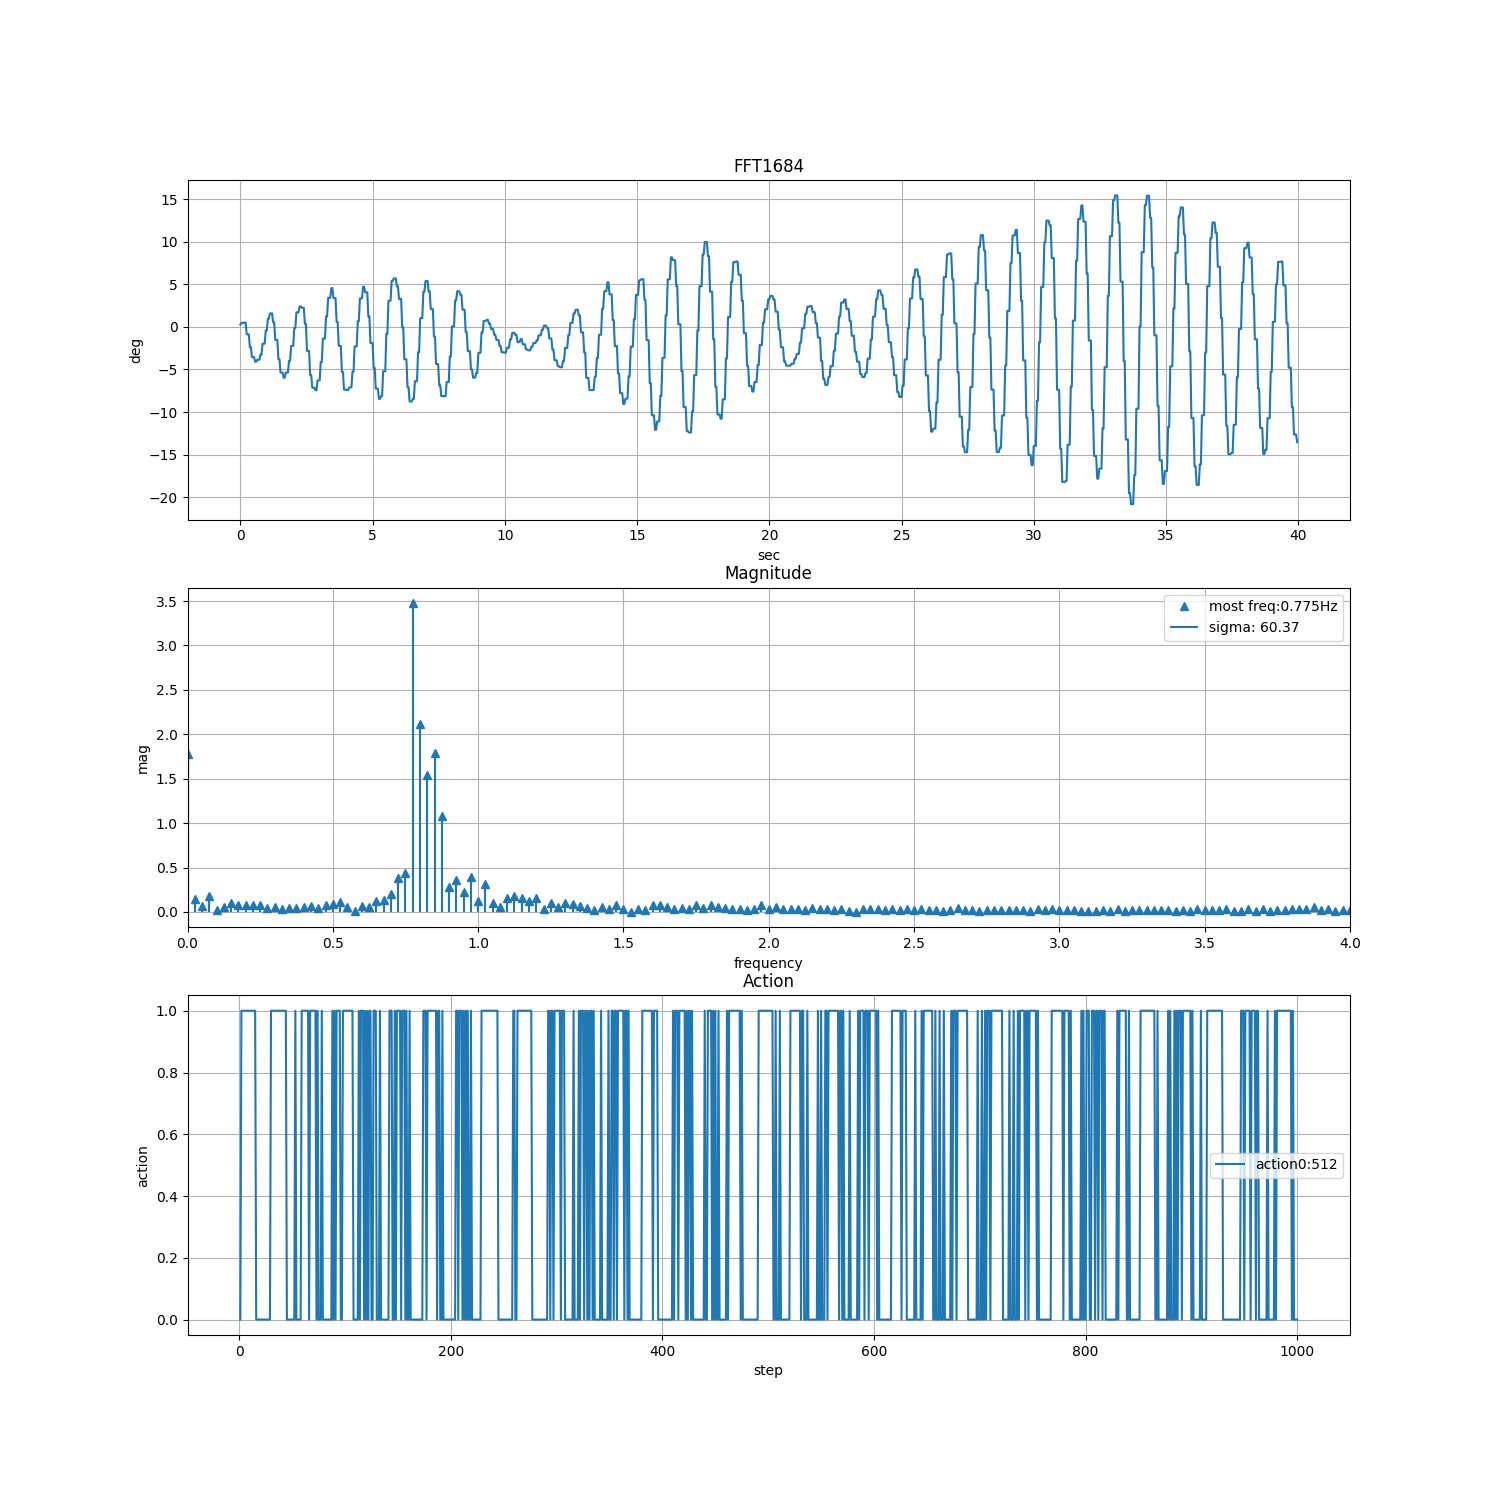 FFT1684
15
10
5
0
−5
−10
−15
−20
deg
0 5 10 15 20 25 30 35 40
sec
Magnitude
3.5
3.0
2.5
2.0
1.5
1.0
0.5
0.0
mag
most freq:0.775Hz
sigma: 60.37
0.0 0.5 1.0 1.5 2.0 2.5 3.0 3.5 4.0
frequency
Action
1.0
0.8
0.6
0.4
0.2
0.0
action
action0:512
0 200 400 600 800 1000
step